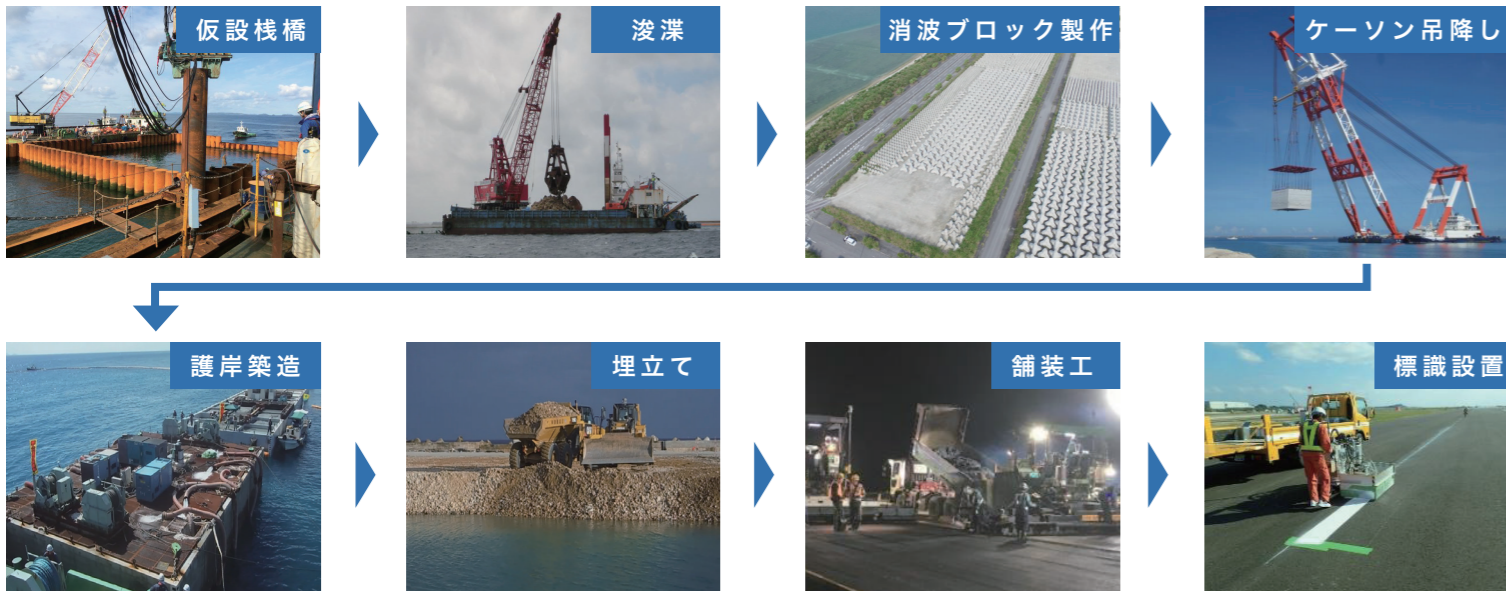 仮設桟橋
浚渫
消波ブロック製作
ケーソン吊降し
護岸築造
埋立て
舗装工
標識設置